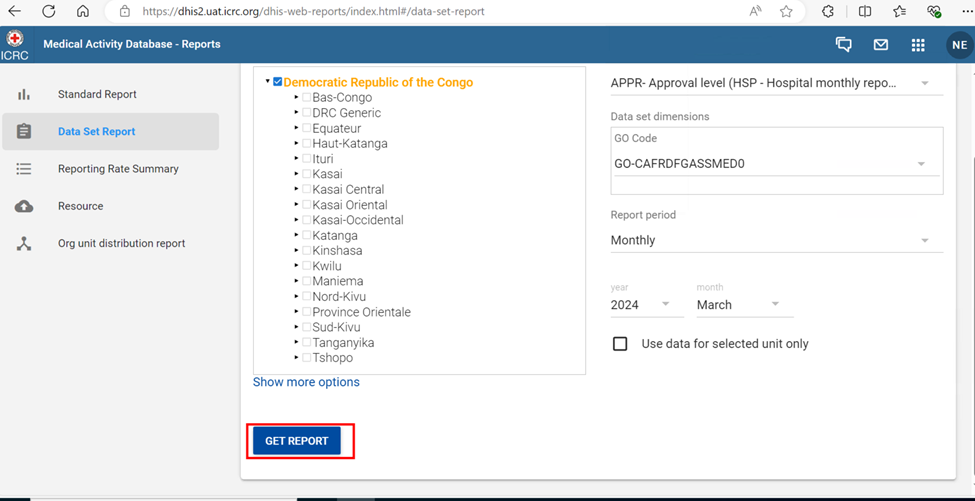 https://dhis2.uat.icrc.org/dhis-web-reports/index.html#/data-set-report
ICRC
Medical Activity Database - Reports
NE
Standard Report
Data Set Report
Reporting Rate Summary
Resource
Org unit distribution report
Democratic Republic of the Congo
Bas-Congo
DRC Generic
Equateur
Haut-Katanga
Ituri
Kasai
Kasai Central
Kasai Oriental
Kasai-Occidental
Katanga
Kinshasa
Kwilu
Maniema
Nord-Kivu
Province Orientale
Sud-Kivu
Tanganyika
Tshopo
Show more options
GET REPORT
APPR- Approval level (HSP - Hospital monthly repo...
Data set dimensions
GO Code
GO-CAFRDFGASSMED0
Report period
Monthly
year month
2024 March
Use data for selected unit only